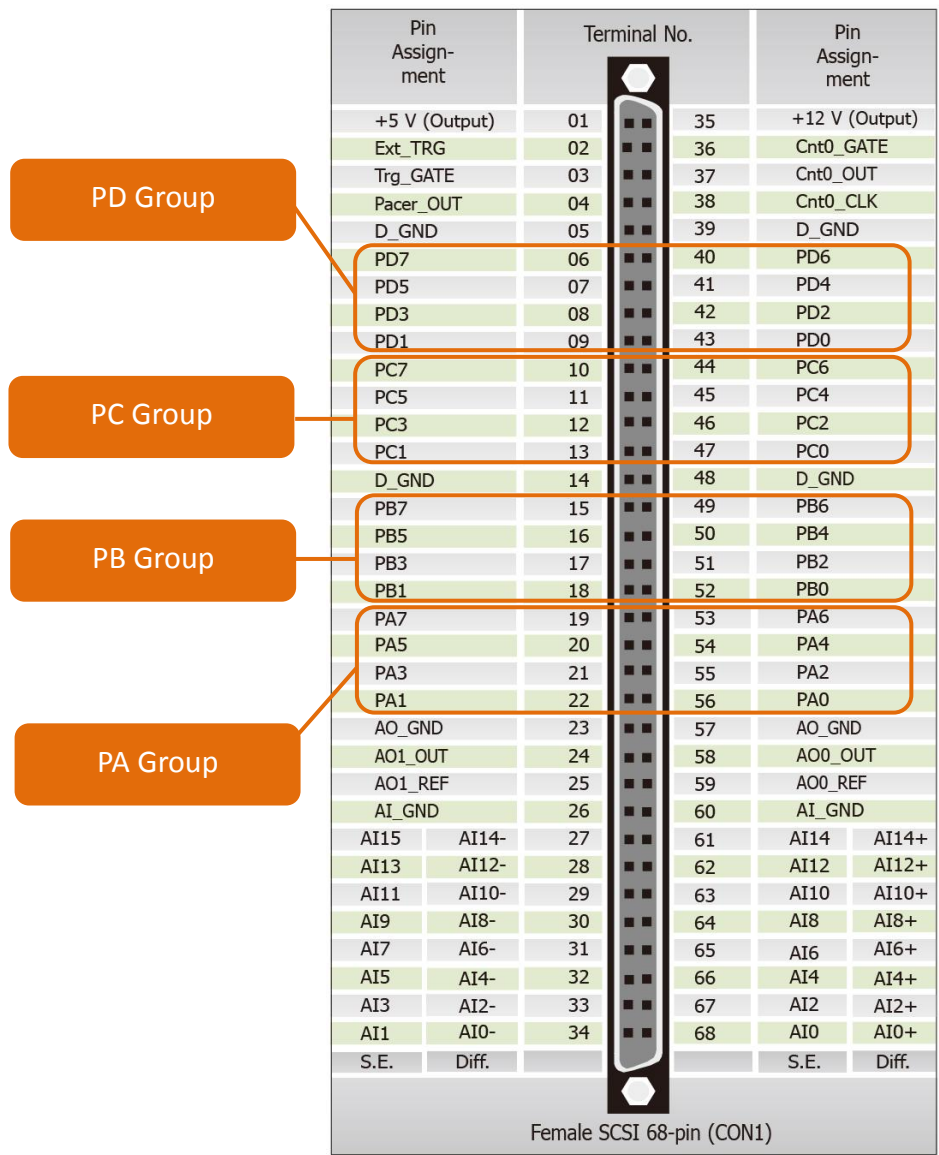 Pin Assign- ment Terminal No. Pin Assign- ment
+5 V (Output) 01 35 +12 V (Output)
Ext_TRG 02 36 Cnt0_GATE
Trg_GATE 03 37 Cnt0_OUT
Pacer_OUT 04 38 Cnt0_CLK
D_GND 05 39 D_GND
PD Group
PD7 06 40 PD6
PD5 07 41 PD4
PD3 08 42 PD2
PD1 09 43 PD0
PC Group
PC7 10 44 PC6
PC5 11 45 PC4
PC3 12 46 PC2
PC1 13 47 PC0
D_GND 14 48 D_GND
PB Group
PB7 15 49 PB6
PB5 16 50 PB4
PB3 17 51 PB2
PB1 18 52 PB0
PA Group
PA7 19 53 PA6
PA5 20 54 PA4
PA3 21 55 PA2
PA1 22 56 PA0
AO_GND 23 57 AO_GND
AO1_OUT 24 58 AO0_OUT
AO1_REF 25 59 AO0_REF
AI_GND 26 60 AI_GND
AI15 AI14- 27 61 AI14 AI14+
AI13 AI12- 28 62 AI12 AI12+
AI11 AI10- 29 63 AI10 AI10+
AI9 AI8- 30 64 AI8 AI8+
AI7 AI6- 31 65 AI6 AI6+
AI5 AI4- 32 66 AI4 AI4+
AI3 AI2- 33 67 AI2 AI2+
AI1 AI0- 34 68 AI0 AI0+
S.E. Diff. S.E. Diff.
Female SCSI 68-pin (CON1)